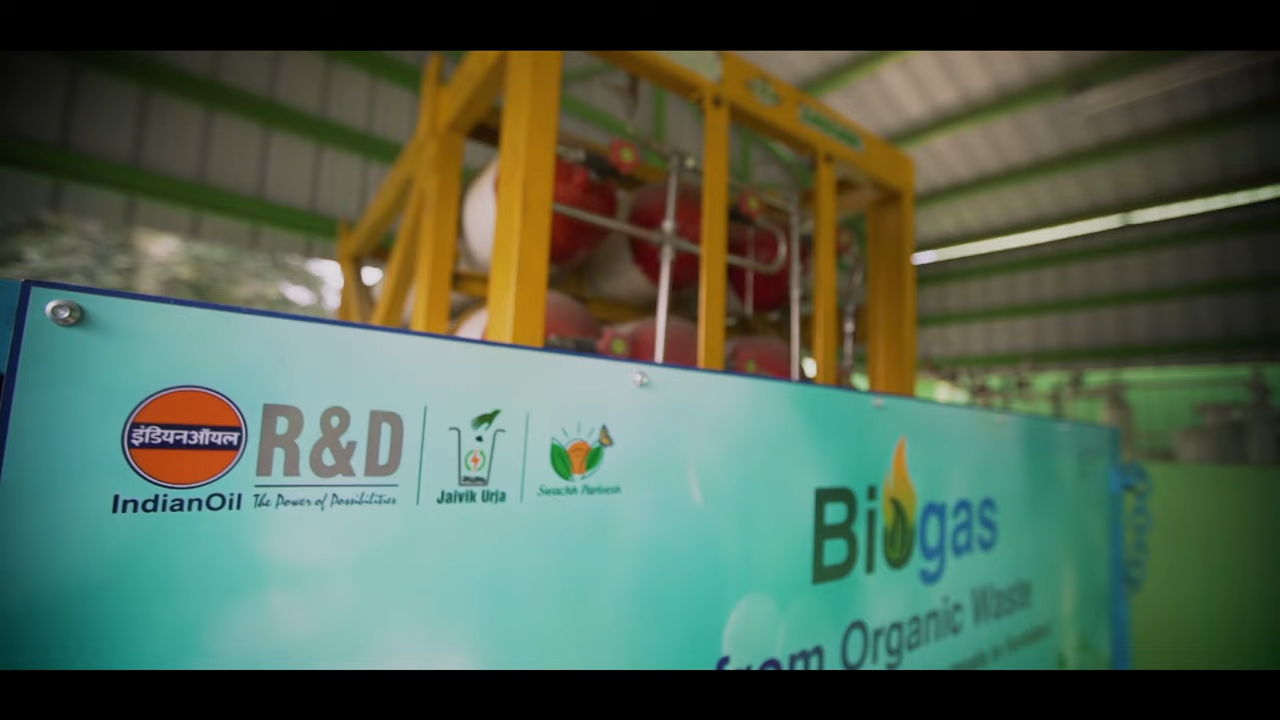 इंडियनऑयल
IndianOil
R&D
The Power of Possibilities
Jaivik Urja
Swachh Parivesh
Biogas
from Organic Waste